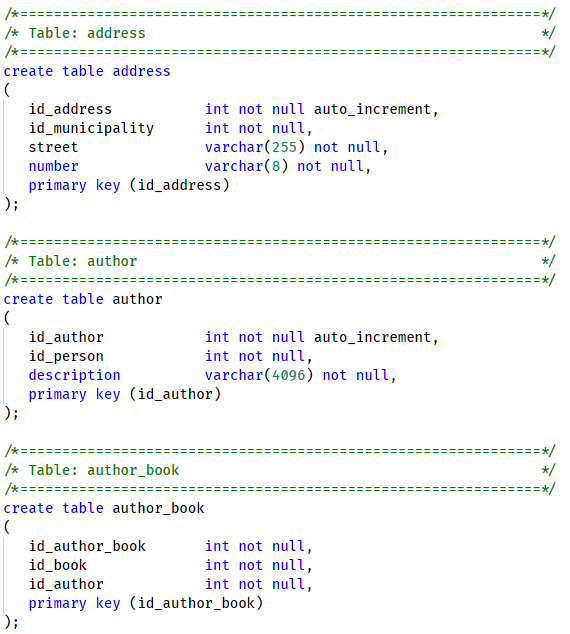 /*==============================================================*/
/* Table: address                                               */
/*==============================================================*/
create table address
(
   id_address           int not null auto_increment,
   id_municipality      int not null,
   street               varchar(255) not null,
   number               varchar(8) not null,
   primary key (id_address)
);

/*==============================================================*/
/* Table: author                                                */
/*==============================================================*/
create table author
(
   id_author            int not null auto_increment,
   id_person            int not null,
   description          varchar(4096) not null,
   primary key (id_author)
);

/*==============================================================*/
/* Table: author_book                                           */
/*==============================================================*/
create table author_book
(
   id_author_book       int not null,
   id_book              int not null,
   id_author            int not null,
   primary key (id_author_book)
);